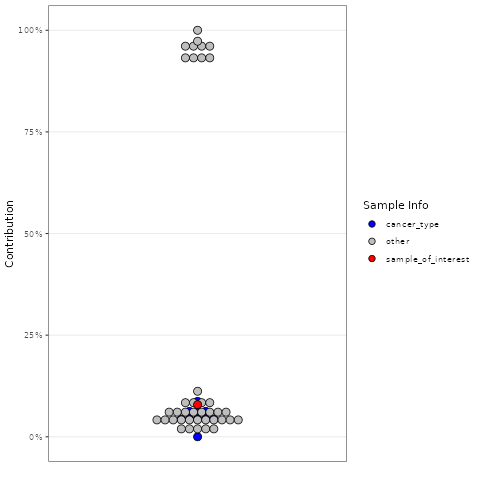 100%
75%
50%
25%
0%
Contribution
Sample Info
cancer_type
other
sample_of_interest